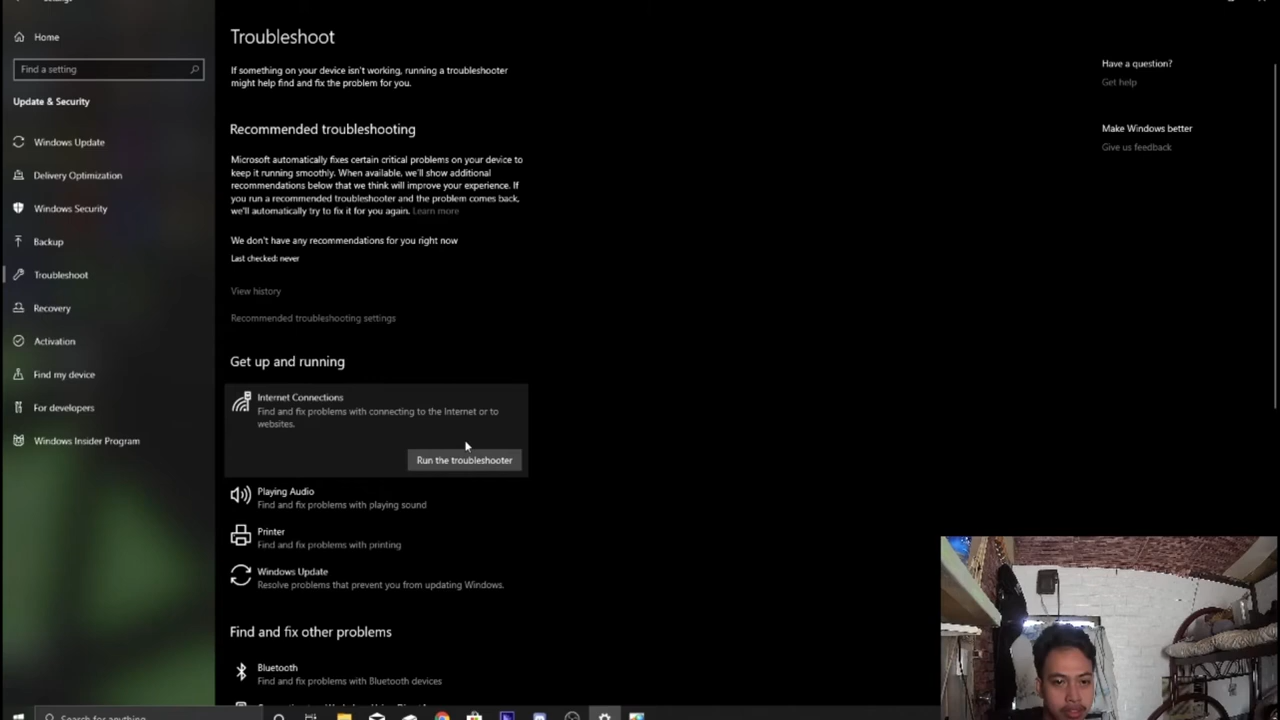 Home
Find a setting
Update & Security
Windows Update
Delivery Optimization
Windows Security
Backup
Troubleshoot
Recovery
Activation
Find my device
For developers
Windows Insider Program
Troubleshoot
If something on your device isn't working, running a troubleshooter
might help find and fix the problem for you.
Recommended troubleshooting
Microsoft automatically fixes certain critical problems on your device to
keep it running smoothly. When available, we'll show additional
recommendations below that we think will improve your experience. If
you run a recommended troubleshooter and the problem comes back,
we'll automatically try to fix it for you again. Learn more
We don't have any recommendations for you right now
Last checked: never
View history
Recommended troubleshooting settings
Get up and running
Internet Connections
Find and fix problems with connecting to the Internet or to
websites.
Run the troubleshooter
Playing Audio
Find and fix problems with playing sound
Printer
Find and fix problems with printing
Windows Update
Resolve problems that prevent you from updating Windows.
Find and fix other problems
Bluetooth
Find and fix problems with Bluetooth devices
Have a question?
Get help
Make Windows better
Give us feedback
Search for anything